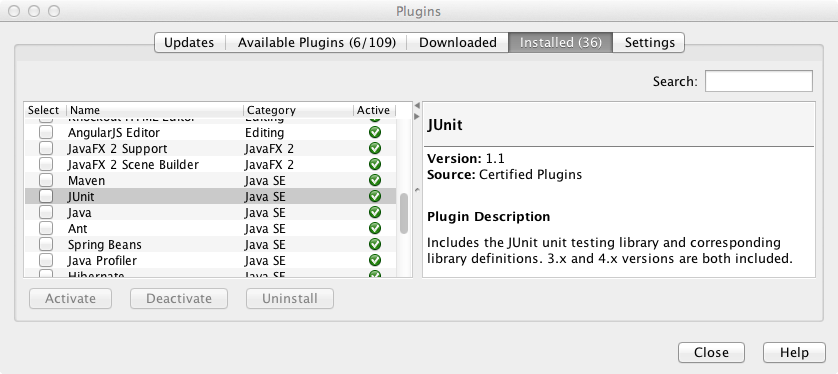 Plugins
Updates Available Plugins (6/109) Downloaded Installed (36) Settings
Search:
Select Name Category Active
Knockout HTML Editor Editing
AngularJS Editor Editing
JavaFX 2 Support JavaFX 2
JavaFX 2 Scene Builder JavaFX 2
Maven Java SE
JUnit Java SE
Java Java SE
Ant Java SE
Spring Beans Java SE
Java Profiler Java SE
Hibernate Java SE
JUnit
Version: 1.1
Source: Certified Plugins
Plugin Description
Includes the JUnit unit testing library and corresponding
library definitions. 3.x and 4.x versions are both included.
Activate Deactivate Uninstall
Close Help